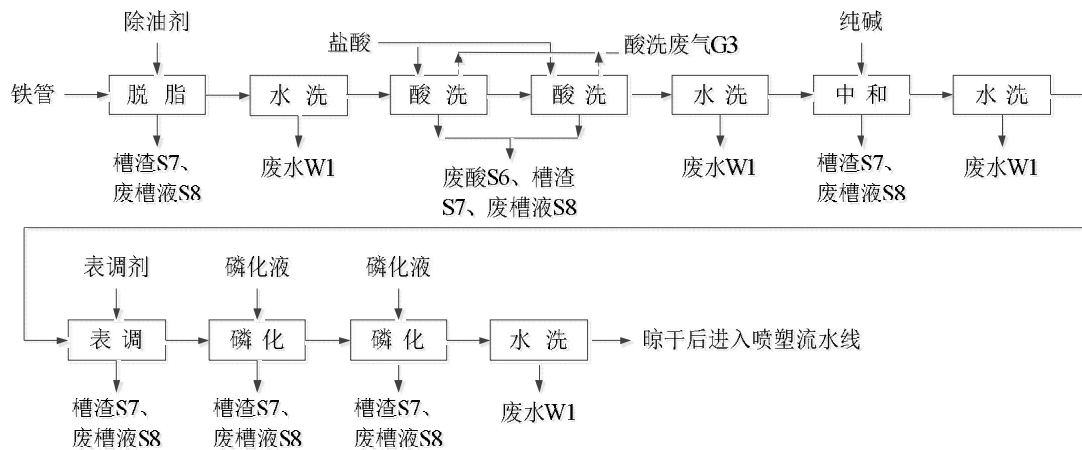 除油剂
盐酸
酸洗废气G3
纯碱
铁管
脱脂
水洗
酸洗
酸洗
水洗
中和
水洗
槽渣S7、
废槽液S8
废水W1
废酸S6、槽渣
S7、废槽液S8
废水W1
槽渣S7、
废槽液S8
废水W1
表调剂
磷化液
磷化液
表调
磷化
磷化
水洗
晾干后进入喷塑流水线
槽渣S7、
废槽液S8
槽渣S7、
废槽液S8
槽渣S7、
废槽液S8
废水W1